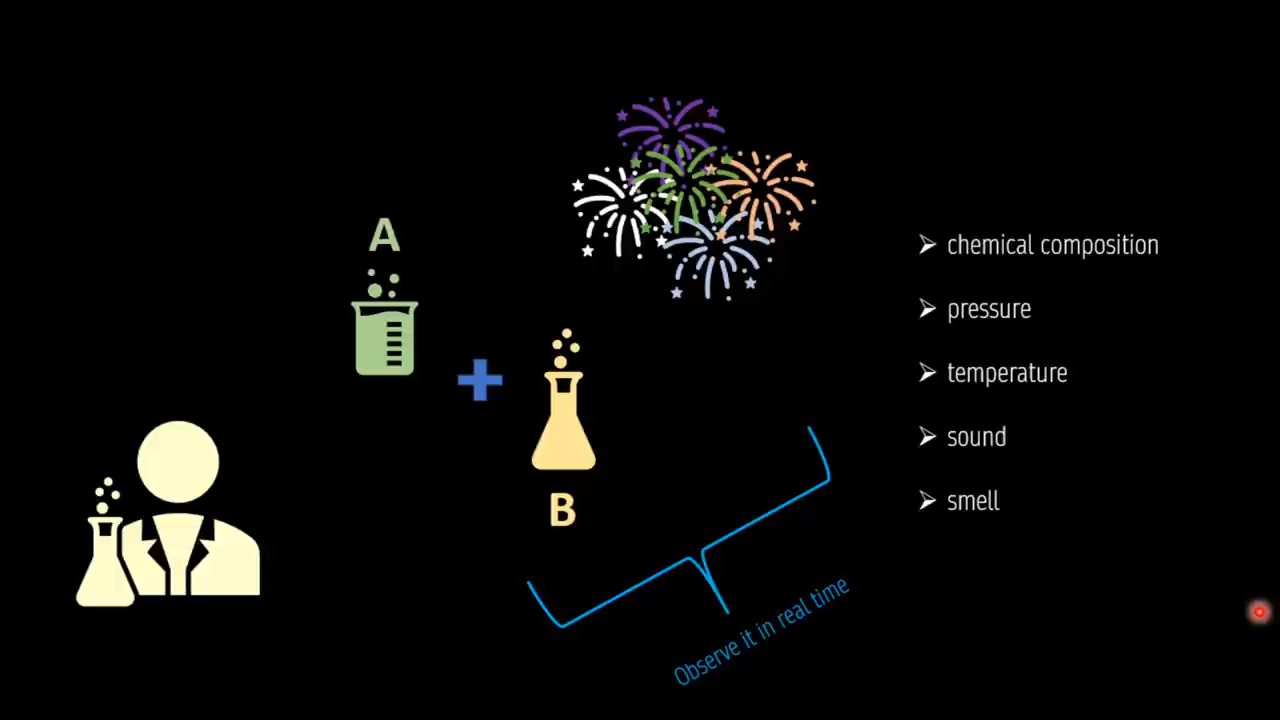 A
B
chemical composition
pressure
temperature
sound
smell
Observe it in real time